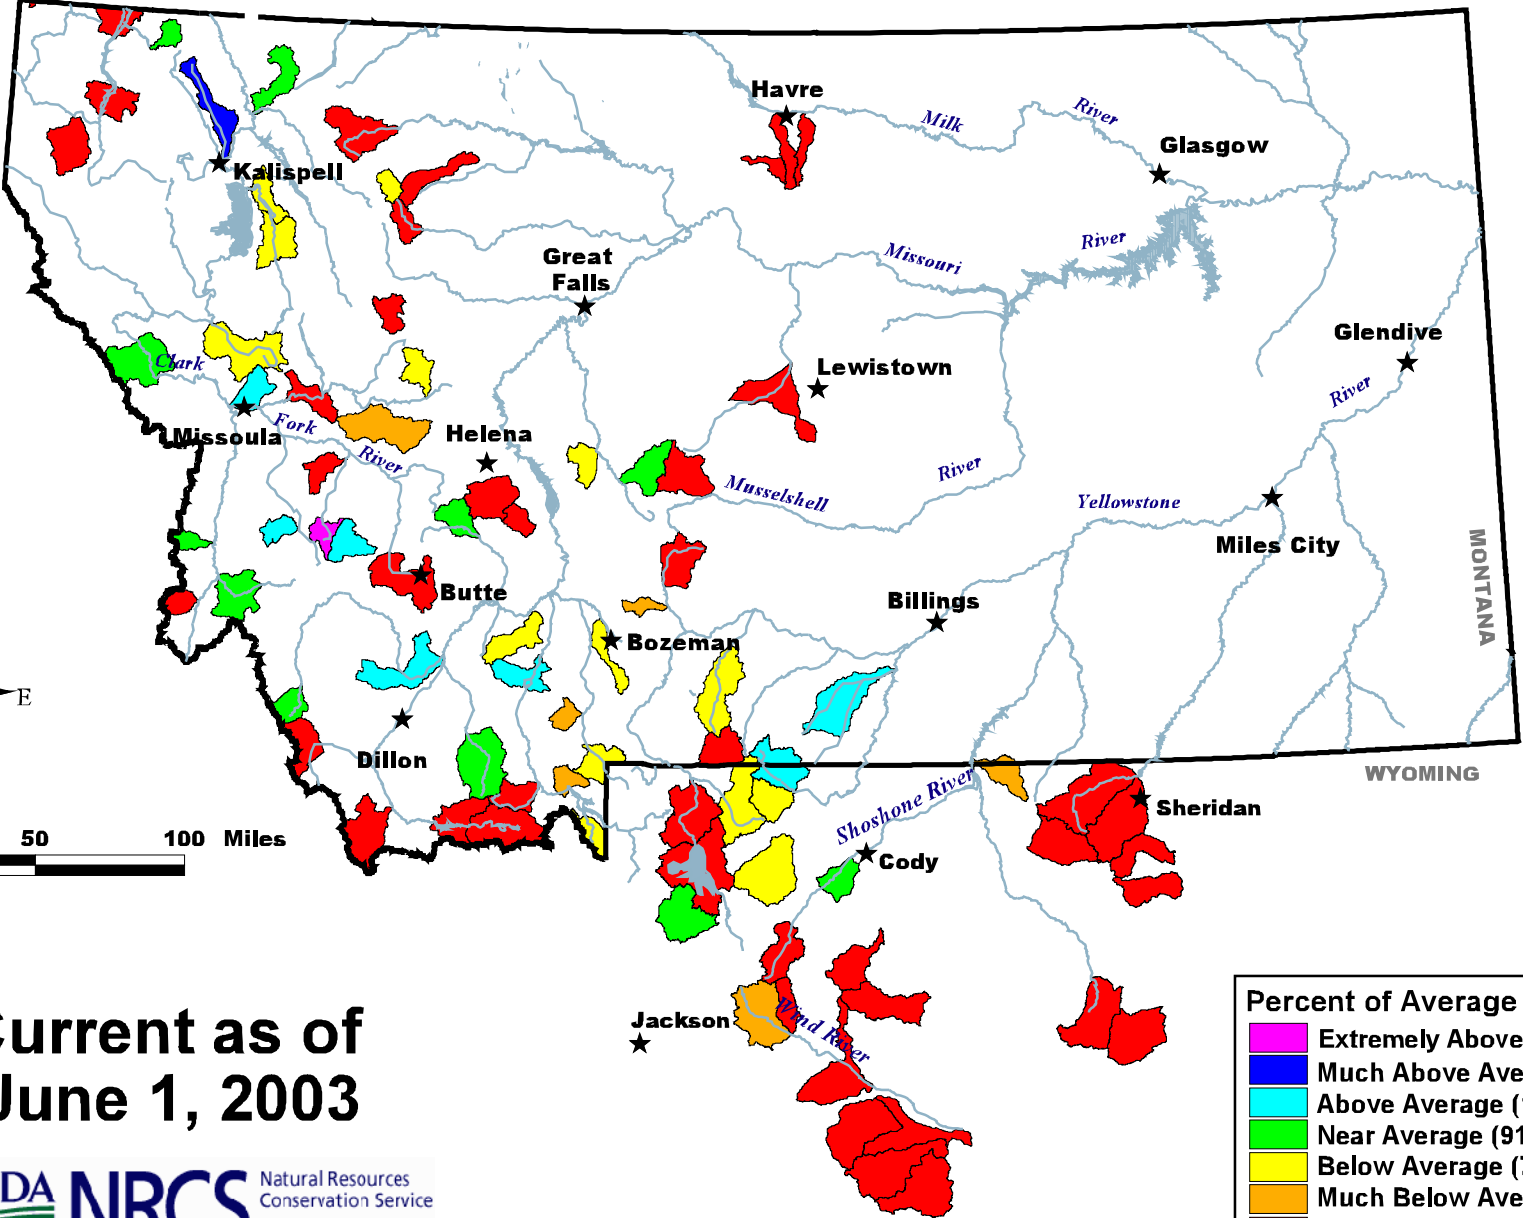 Havre
Milk
River
Glasgow
Kalispell
Great
Falls
Missouri
River
Glendive
River
Clark
Lewistown
Missoula
Fork
River
Helena
Musselshell
River
Yellowstone
Miles City
MONTANA
Butte
Billings
Bozeman
E
Dillon
WYOMING
Shoshone River
Sheridan
50 100 Miles
Cody
Jackson
Wind River
Current as of
June 1, 2003
DA NRCS Natural Resources
Conservation Service
Percent of Average
Extremely Above
Much Above Ave
Above Average (
Near Average (91
Below Average (7
Much Below Ave